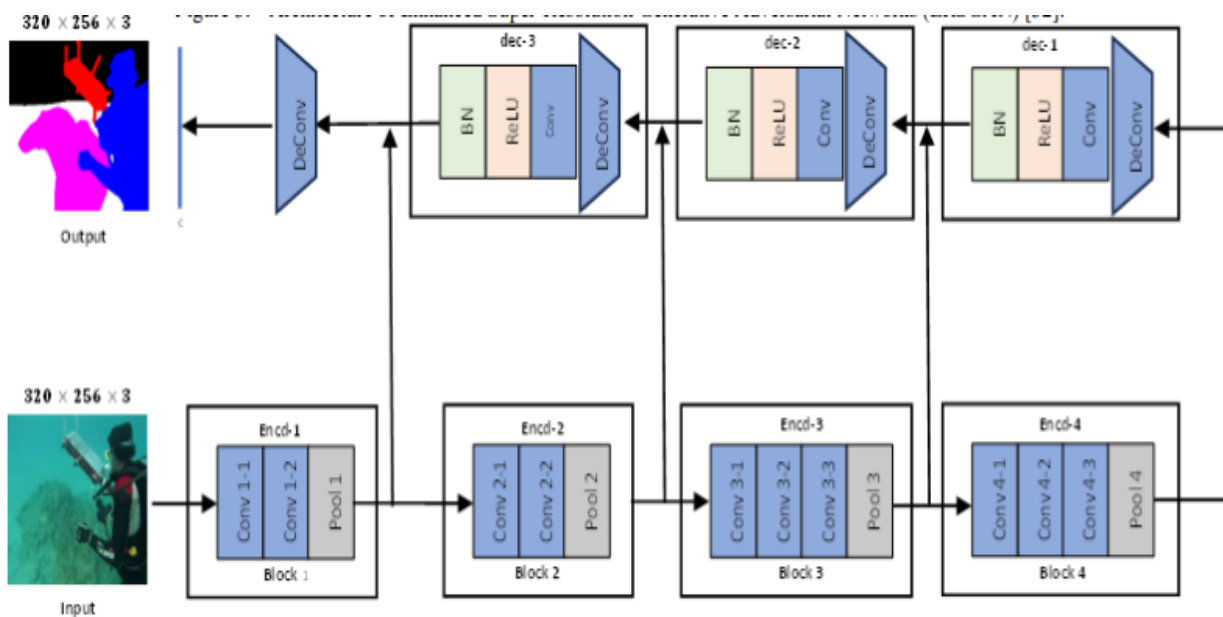 320 × 256 × 3
dec-3
dec-2
dec-1
BN
ReLU
Conv
DeConv
BN
ReLU
Conv
DeConv
BN
ReLU
Conv
DeConv
DeConv
c
Output
320 × 256 × 3
Encd-1
Encd-2
Encd-3
Encd-4
Conv 1-1
Conv 1-2
Pool 1
Conv 2-1
Conv 2-2
Pool 2
Conv 3-1
Conv 3-2
Conv 3-3
Pool 3
Conv 4-1
Conv 4-2
Conv 4-3
Pool 4
Block 1
Block 2
Block 3
Block 4
Input